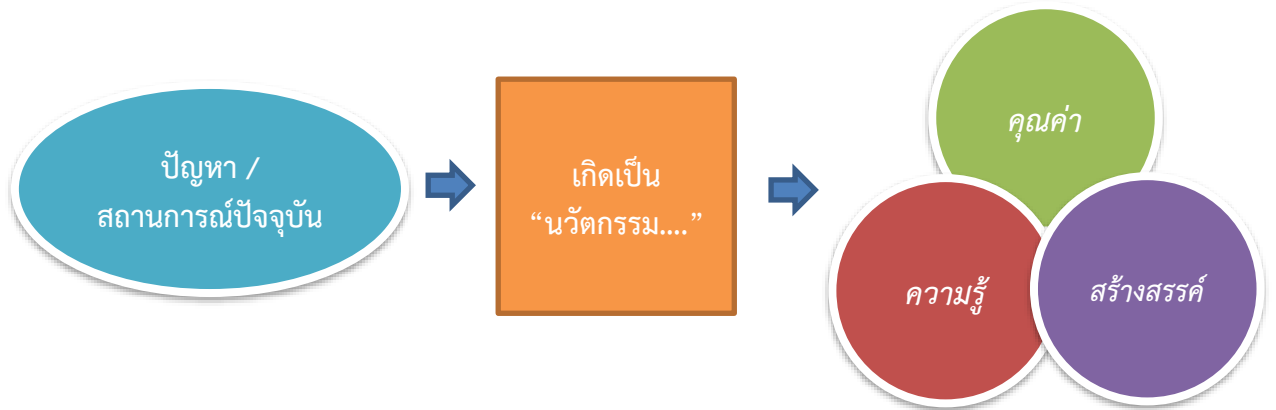 ปัญหา /
สถานการณ์ปัจจุบัน
เกิดเป็น
“นวัตกรรม....”
คุณค่า
ความรู้
สร้างสรรค์